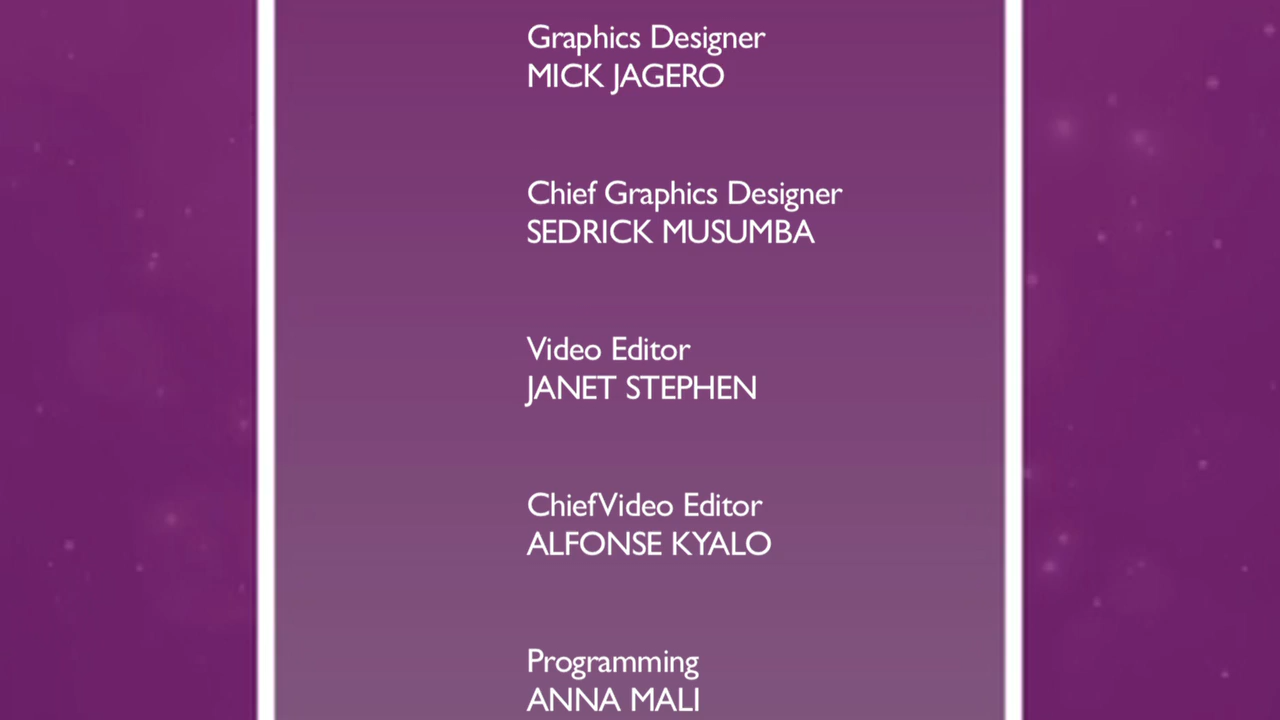 Graphics Designer
MICK JAGERO
Chief Graphics Designer
SEDRICK MUSUMBA
Video Editor
JANET STEPHEN
ChiefVideo Editor
ALFONSE KYALO
Programming
ANNA MALI